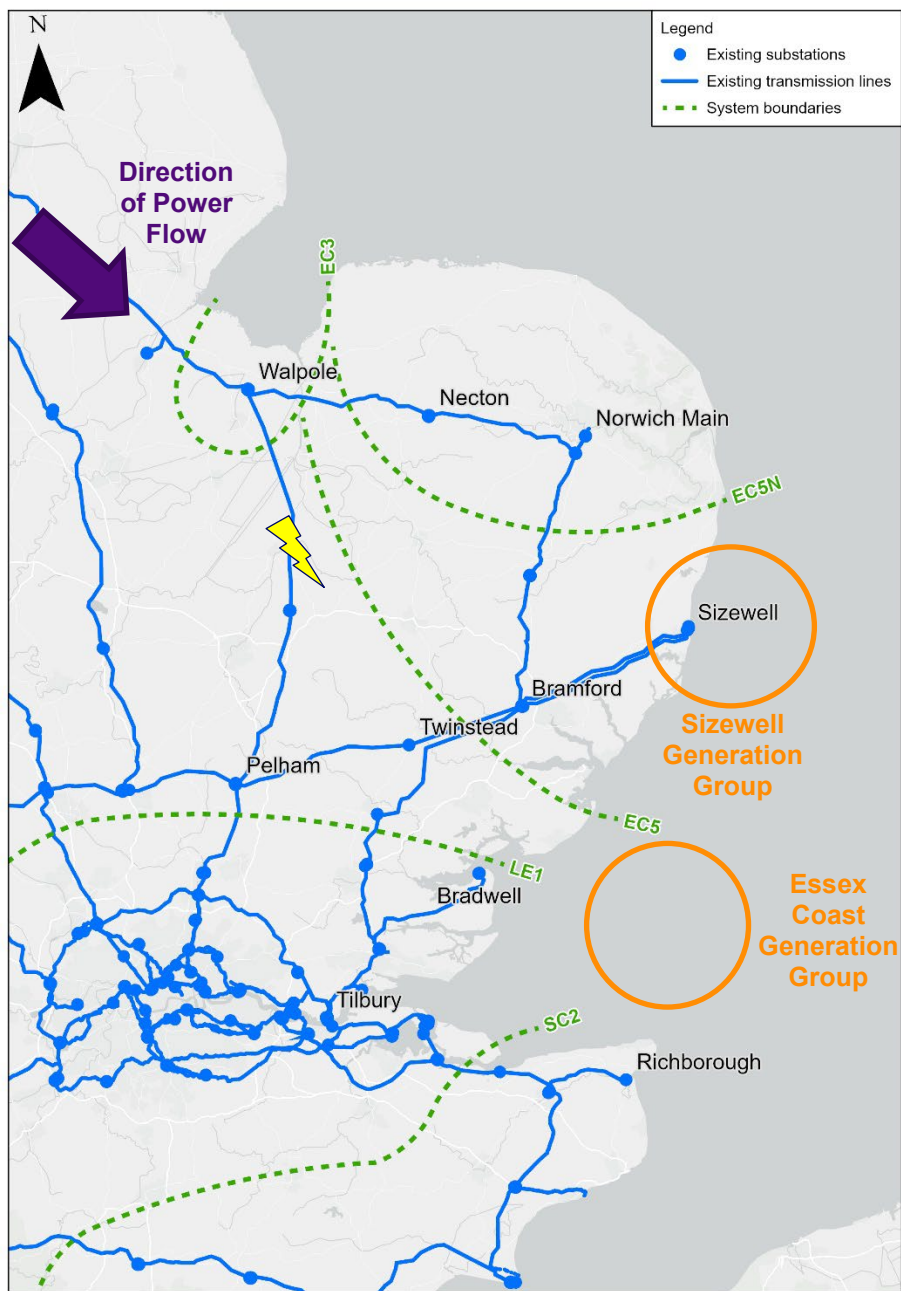 N
Legend
Existing substations
Existing transmission lines
System boundaries
Direction
of Power
Flow
EC3
Walpole
Necton
Norwich Main
EC5N
Sizewell
Bramford
Twinstead
Sizewell
Generation
Group
Pelham
EC5
LE1
Bradwell
Essex
Coast
Generation
Group
Tilbury
SC2
Richborough